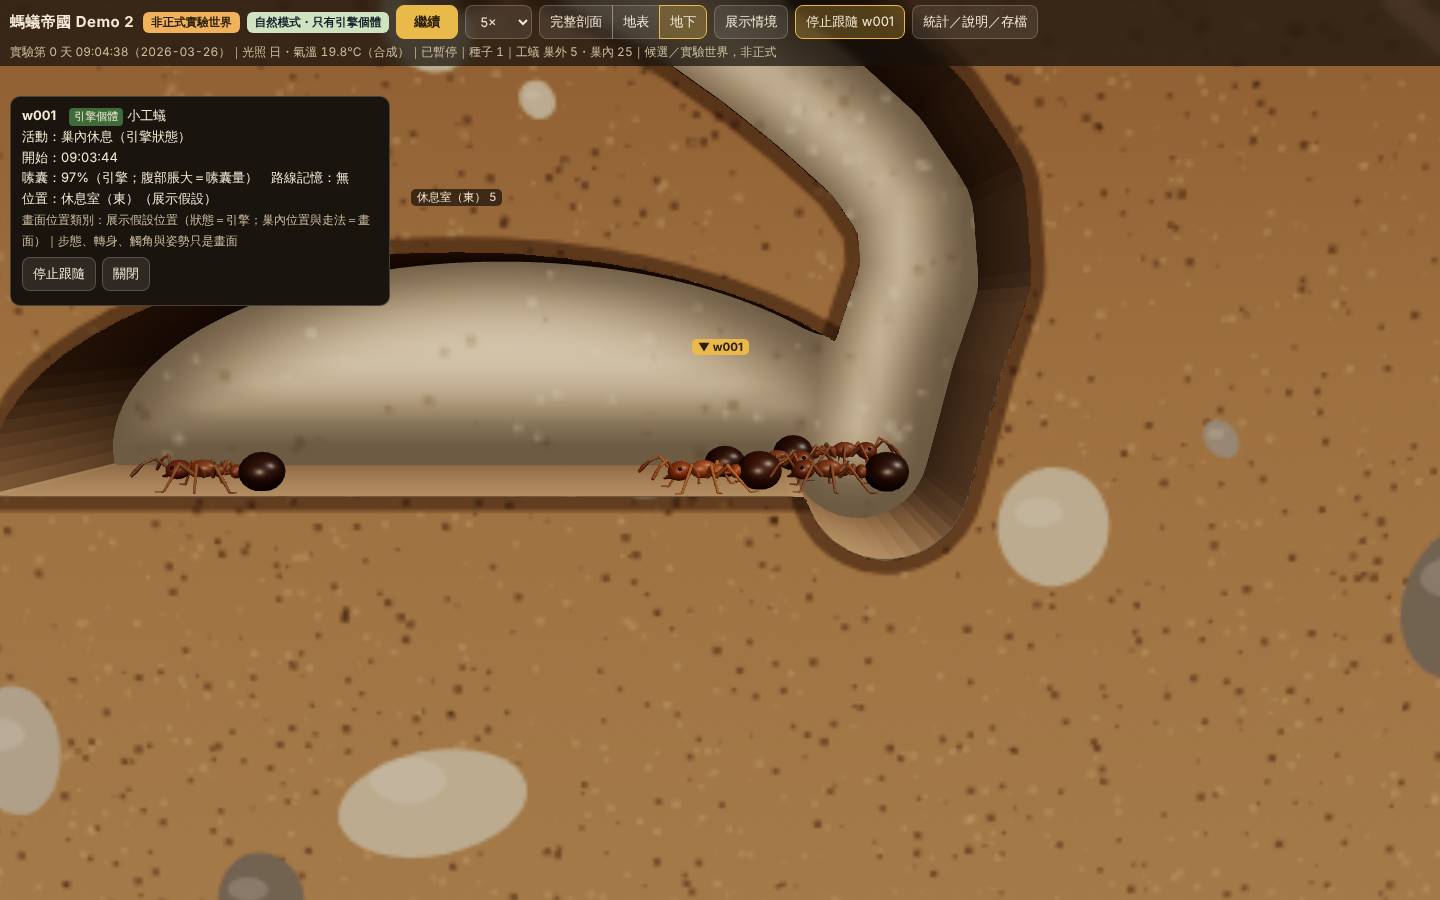 螞蟻帝國 Demo 2 非正式實驗世界 自然模式・只有引擎個體 繼續 5× 完整剖面 地表 地下 展示情境 停止跟隨 w001 統計／說明／存檔
實驗第 0 天 09:04:38（2026-03-26）｜光照 日・氣溫 19.8°C（合成）｜已暫停｜種子 1｜工蟻 巢外 5・巢內 25｜候選／實驗世界，非正式
w001 引擎個體 小工蟻
活動：巢內休息（引擎狀態）
開始：09:03:44
嗉囊：97%（引擎；腹部脹大＝嗉囊量） 路線記憶：無
位置：休息室（東）（展示假設）
畫面位置類別：展示假設位置（狀態＝引擎；巢內位置與走法＝畫
面）｜步態、轉身、觸角與姿勢只是畫面
停止跟隨 關閉
休息室（東） 5
▼ w001